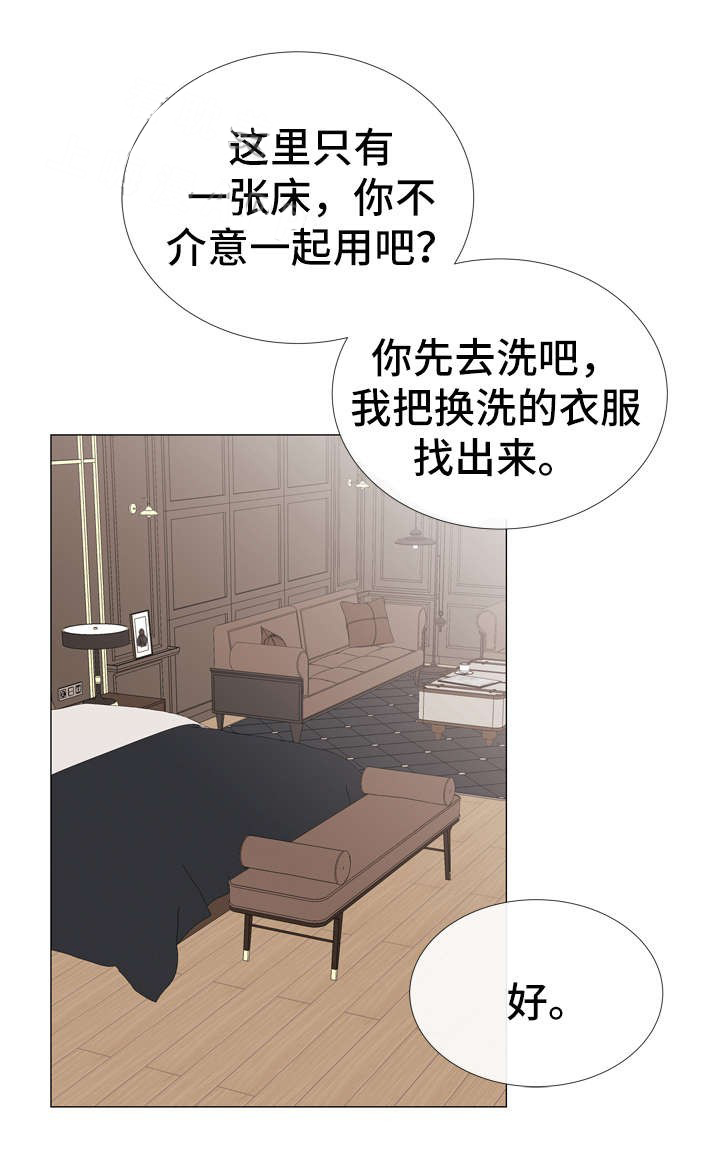 这里只有
一张床，你不
介意一起用吧？
你先去洗吧，
我把换洗的衣服
找出来。
好。